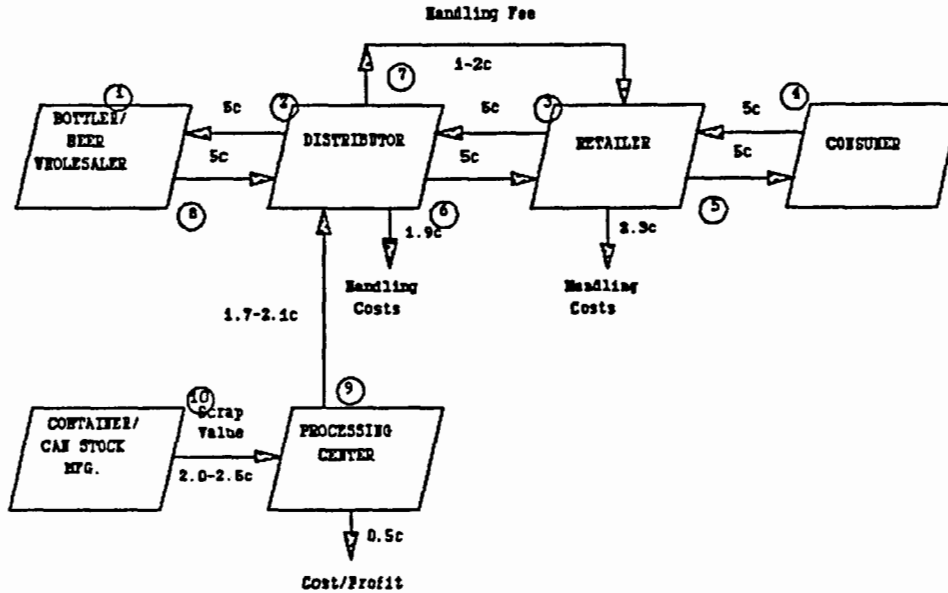 Handling Fee
1-2c
7
1
2
3
4
5c
5c
5c
BOTTLER/
BEER
WHOLESALER
DISTRIBUTOR
RETAILER
CONSUMER
5c
5c
5c
8
6
5
1.9c
2.3c
Handling
Costs
Handling
Costs
1.7-2.1c
10
9
Scrap
Value
CONTAINER/
CAN STOCK
MFG.
PROCESSING
CENTER
2.0-2.5c
0.5c
Cost/Profit